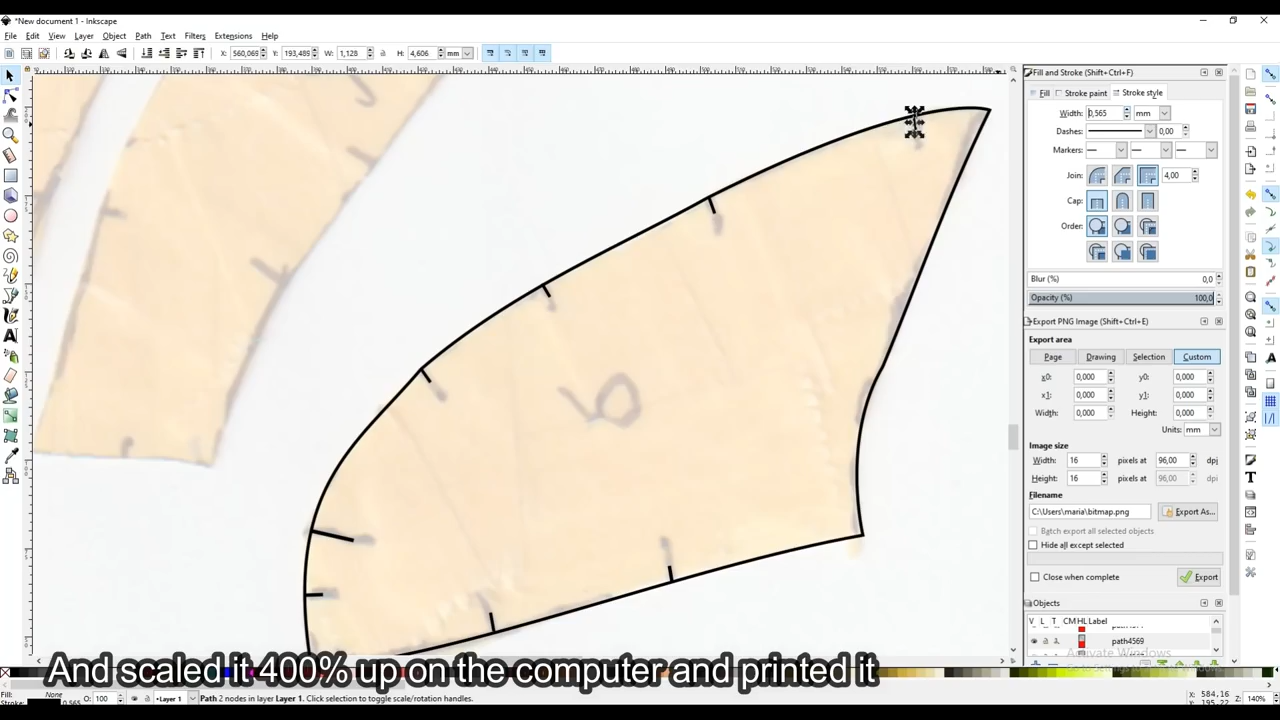 *New document 1 - Inkscape
File Edit View Layer Object Path Text Filters Extensions Help
X: 560,069 Y: 193,489 W: 1,128 H: 4,606 mm
Fill and Stroke (Shift+Ctrl+F)
Fill Stroke paint Stroke style
Width: 0,565 mm
Dashes: 0,00
Markers:
Join: 4,00
Cap:
Order:
Blur (%) 0,0
Opacity (%) 100,0
Export PNG Image (Shift+Ctrl+E)
Export area
Page Drawing Selection Custom
x0: 0,000 y0: 0,000
x1: 0,000 y1: 0,000
Width: 0,000 Height: 0,000
Units: mm
Image size
Width: 16 pixels at 96,00 dpi
Height: 16 pixels at 96,00 dpi
Filename
C:\Users\maria\bitmap.png Export As...
Batch export all selected objects
Hide all except selected
Close when complete Export
Objects
V L T CM HL Label
path4569
Activate Windows
6
And scaled it 400% up on the computer and printed it
Fill: None
Stroke: 0,565
O: 100 Layer 1 Path 2 nodes in layer Layer 1. Click selection to toggle scale/rotation handles.
X: 584,16
Y: 195,22
Z: 140%